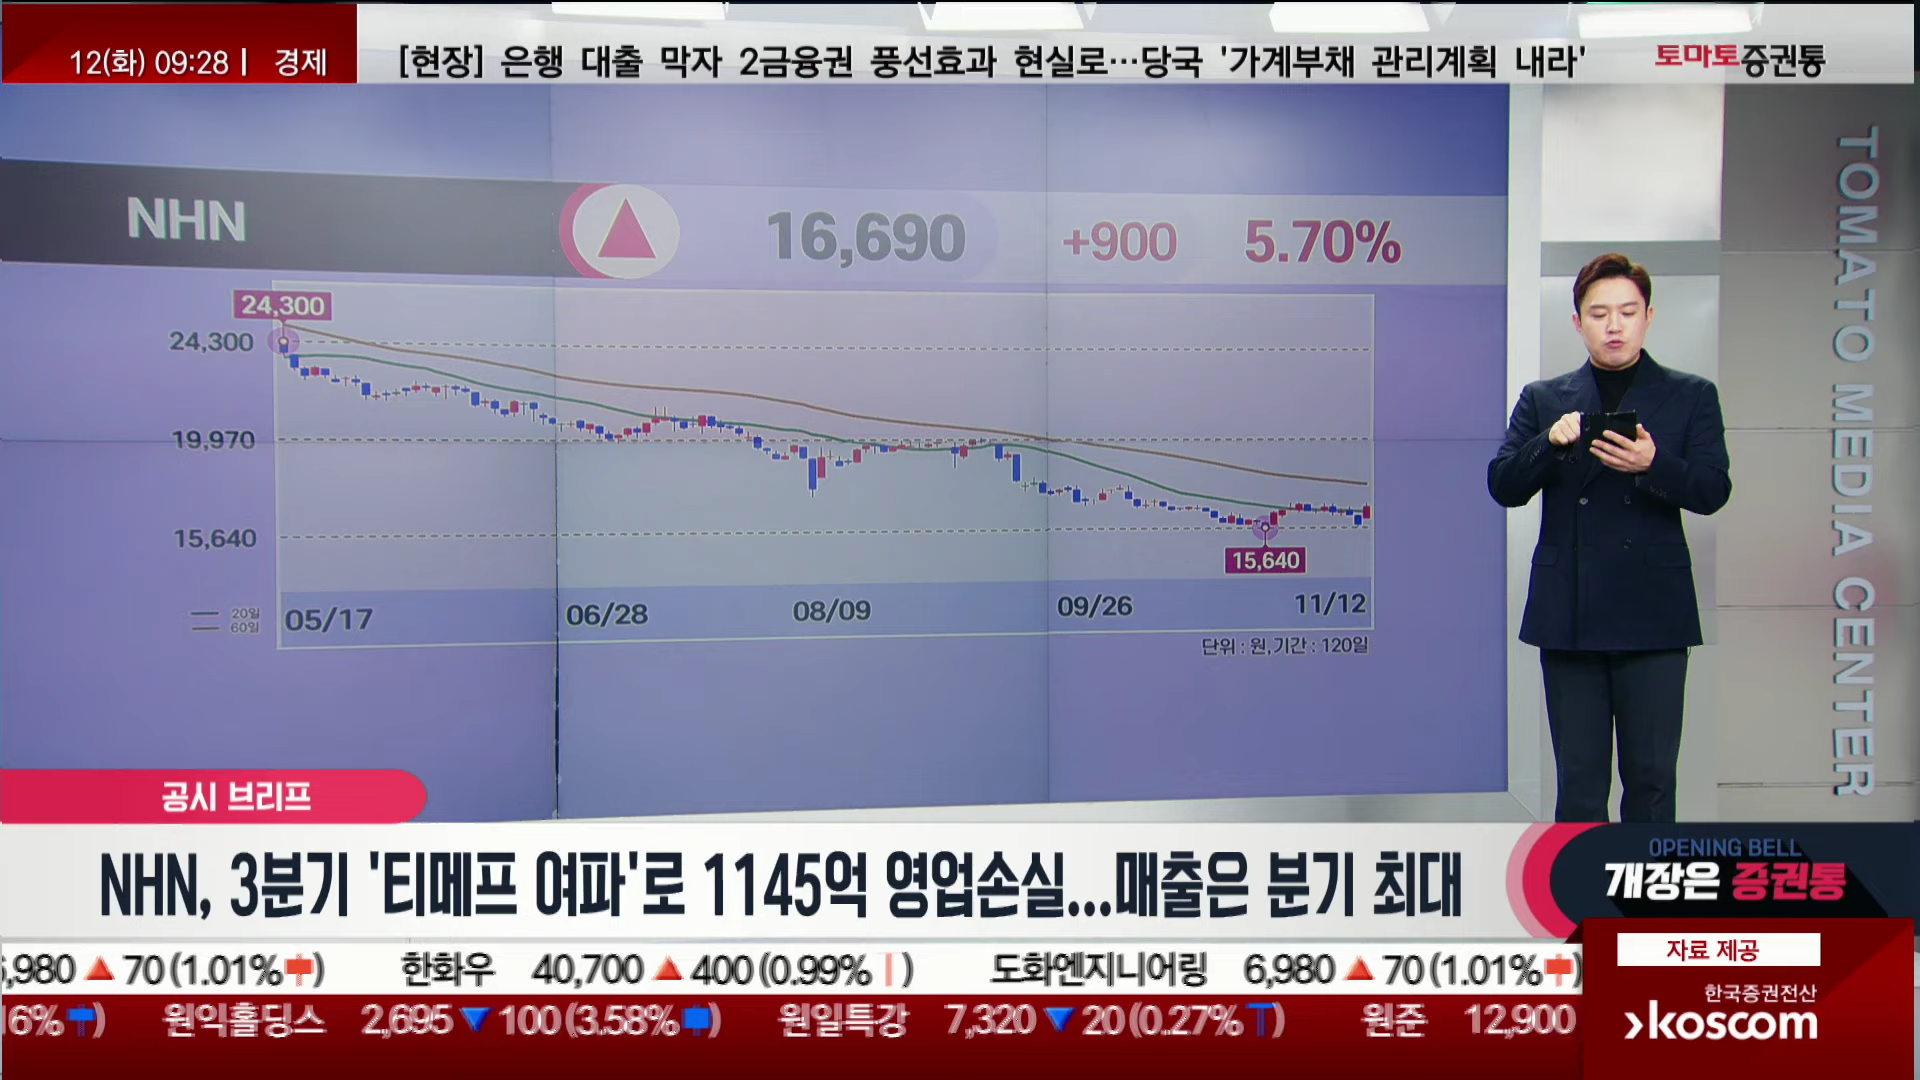 12(화) 09:28 | 경제
[현장] 은행 대출 막자 2금융권 풍선효과 현실로…당국 '가계부채 관리계획 내라'
토마토증권통
NHN
16,690 +900 5.70%
24,300
24,300
19,970
15,640
15,640
20일
60일
05/17 06/28 08/09 09/26 11/12
단위 : 원,기간 : 120일
TOMATO MEDIA CENTER
공시 브리프
NHN, 3분기 '티메프 여파'로 1145억 영업손실...매출은 분기 최대
OPENING BELL
개장은 증권통
,980 ▲ 70(1.01% ) 한화우 40,700 ▲ 400(0.99% ) 도화엔지니어링 6,980 ▲ 70(1.01%
6% ) 원익홀딩스 2,695 ▼ 100(3.58% ) 원일특강 7,320 ▼ 20(0.27% ) 원준 12,900
자료 제공
한국증권전산
koscom